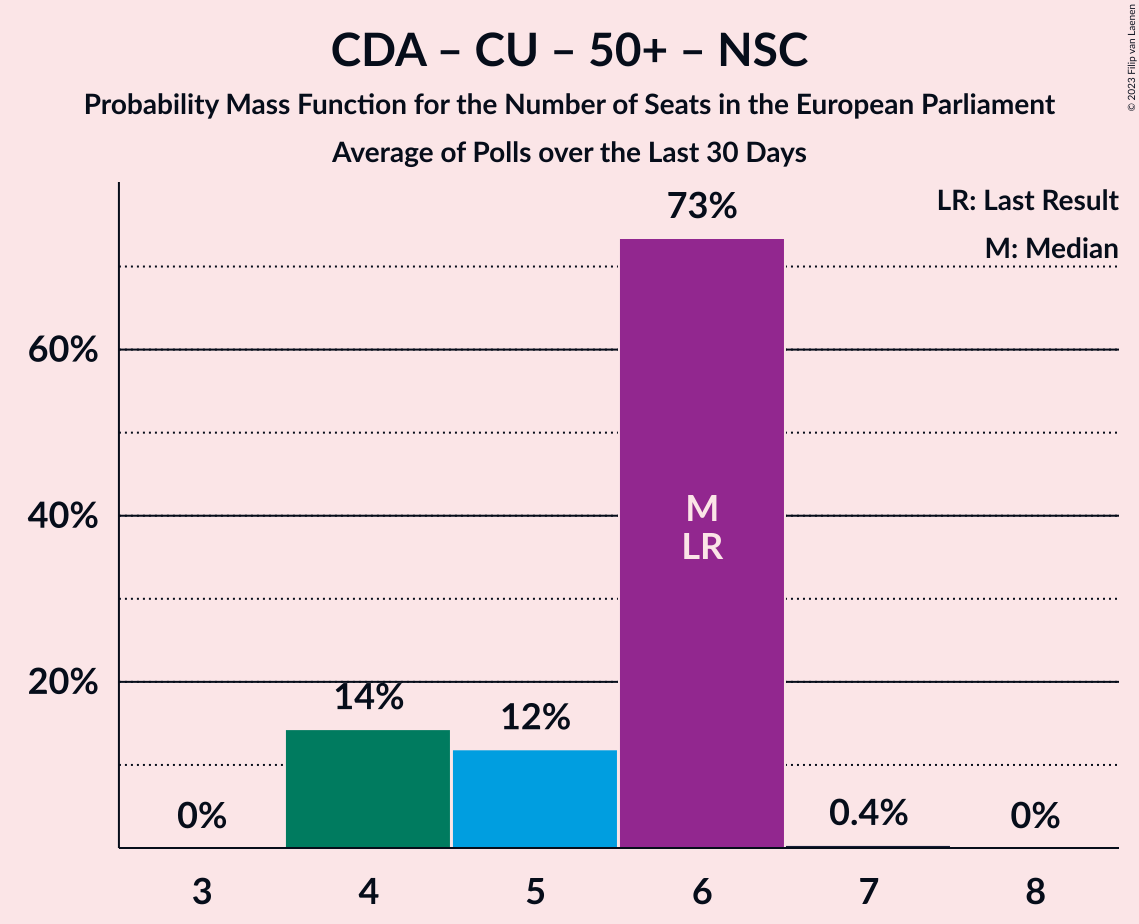 CDA – CU – 50+ – NSC
Probability Mass Function for the Number of Seats in the European Parliament
Average of Polls over the Last 30 Days
© 2023 Filip van Laenen
LR: Last Result
M: Median
73%
60%
40%
20%
M
LR
14%
12%
0%
0.4%
0%
3 4 5 6 7 8